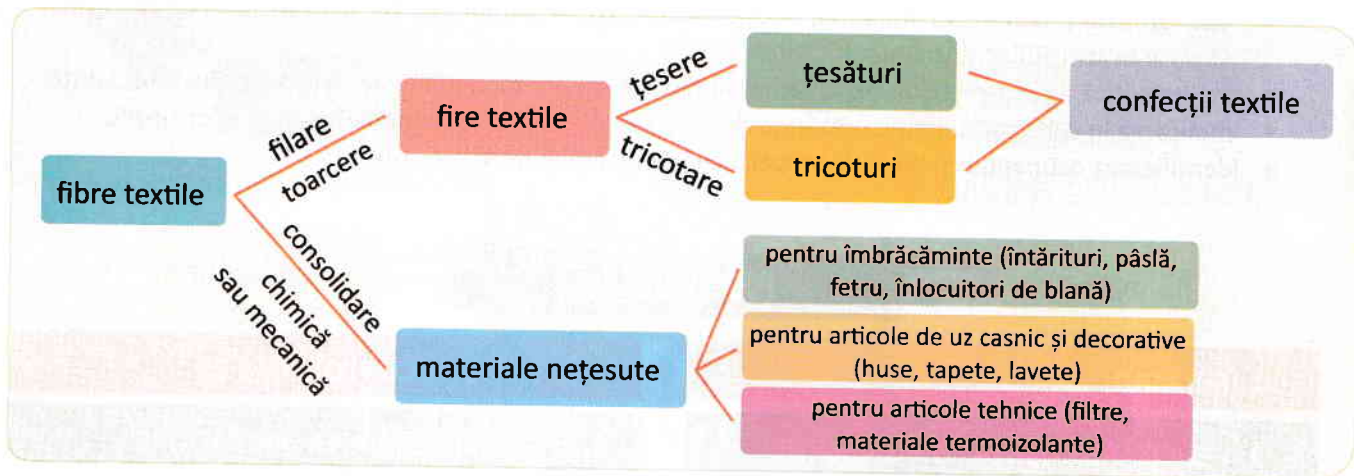 fibre textile
filare
toarcere
fire textile
țesere
tricotare
țesături
tricoturi
confecții textile
consolidare
chimică
sau mecanică
materiale nețesute
pentru îmbrăcăminte (întărituri, pâslă,
fetru, înlocuitori de blană)
pentru articole de uz casnic și decorative
(huse, tapete, lavete)
pentru articole tehnice (filtre,
materiale termoizolante)